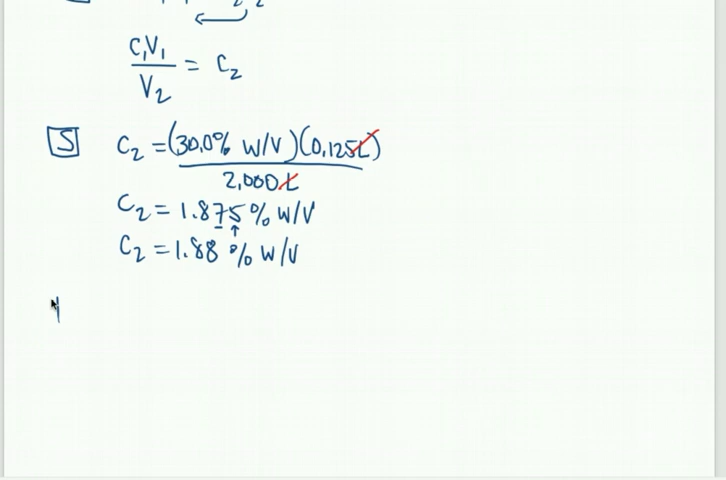 C₁V₁
V₂
= C₂
S
C₂ = (30.0% W/V)(0.125L)
2.000L
C₂ = 1.875% W/V
C₂ = 1.88 % W/V